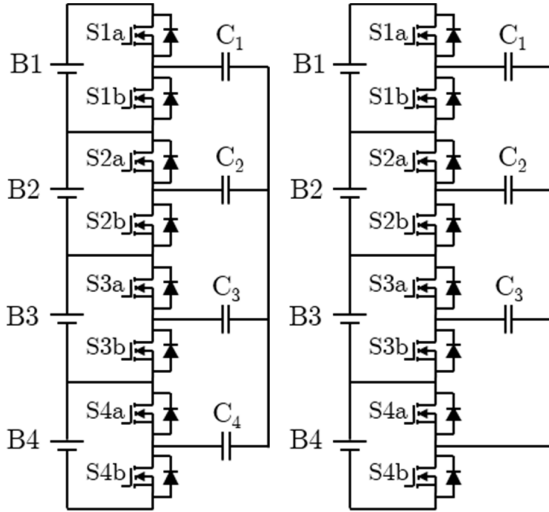 S1a
C1
B1
S1b
S2a
C2
B2
S2b
S3a
C3
B3
S3b
S4a
C4
B4
S4b
S1a
C1
B1
S1b
S2a
C2
B2
S2b
S3a
C3
B3
S3b
S4a
B4
S4b